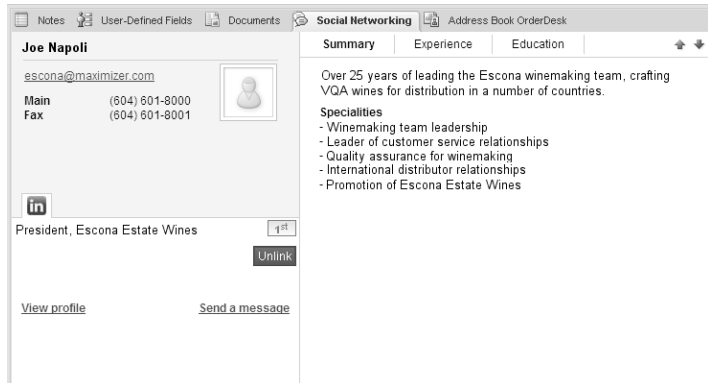 Notes User-Defined Fields Documents Social Networking Address Book OrderDesk
Joe Napoli
escona@maximizer.com
Main (604) 601-8000
Fax (604) 601-8001
in
President, Escona Estate Wines 1st
Unlink
View profile Send a message
Summary Experience Education
Over 25 years of leading the Escona winemaking team, crafting
VQA wines for distribution in a number of countries.
Specialities
- Winemaking team leadership
- Leader of customer service relationships
- Quality assurance for winemaking
- International distributor relationships
- Promotion of Escona Estate Wines